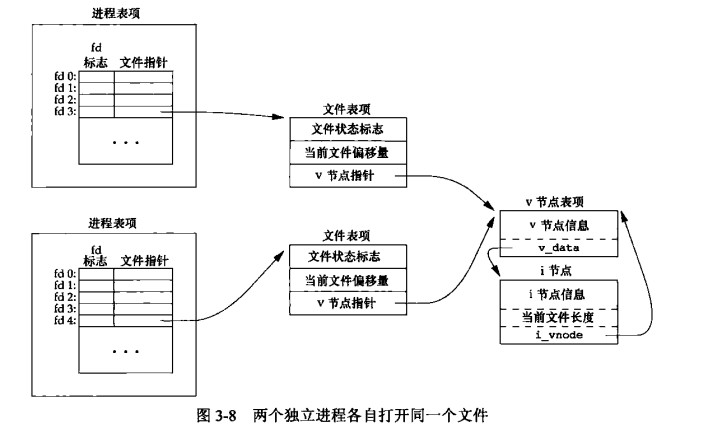 进程表项
fd
标志 文件指针
fd 0:
fd 1:
fd 2:
fd 3:
...
文件表项
文件状态标志
当前文件偏移量
v 节点指针
进程表项
fd
标志 文件指针
fd 0:
fd 1:
fd 2:
fd 3:
fd 4:
...
文件表项
文件状态标志
当前文件偏移量
v 节点指针
v 节点表项
v 节点信息
v_data
i 节点
i 节点信息
当前文件长度
i_vnode
图 3-8 两个独立进程各自打开同一个文件